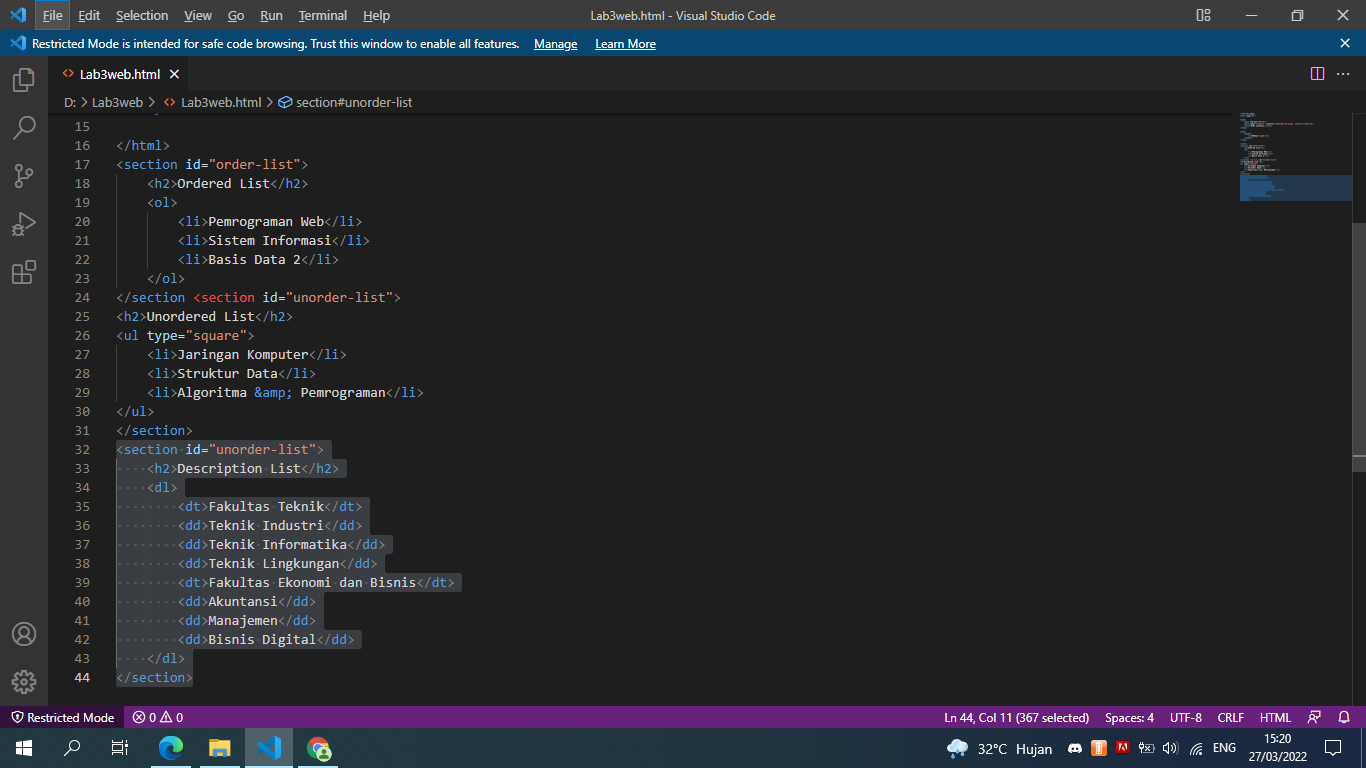 File Edit Selection View Go Run Terminal Help Lab3web.html - Visual Studio Code
Restricted Mode is intended for safe code browsing. Trust this window to enable all features. Manage Learn More
Lab3web.html
D: > Lab3web > Lab3web.html > section#unorder-list
15
16 </html>
17 <section id="order-list">
18 <h2>Ordered List</h2>
19 <ol>
20 <li>Pemrograman Web</li>
21 <li>Sistem Informasi</li>
22 <li>Basis Data 2</li>
23 </ol>
24 </section <section id="unorder-list">
25 <h2>Unordered List</h2>
26 <ul type="square">
27 <li>Jaringan Komputer</li>
28 <li>Struktur Data</li>
29 <li>Algoritma &amp; Pemrograman</li>
30 </ul>
31 </section>
32 <section id="unorder-list">
33 <h2>Description List</h2>
34 <dl>
35 <dt>Fakultas Teknik</dt>
36 <dd>Teknik Industri</dd>
37 <dd>Teknik Informatika</dd>
38 <dd>Teknik Lingkungan</dd>
39 <dt>Fakultas Ekonomi dan Bisnis</dt>
40 <dd>Akuntansi</dd>
41 <dd>Manajemen</dd>
42 <dd>Bisnis Digital</dd>
43 </dl>
44 </section>
Restricted Mode 0 0 Ln 44, Col 11 (367 selected) Spaces: 4 UTF-8 CRLF HTML
32°C Hujan ENG 15:20
27/03/2022